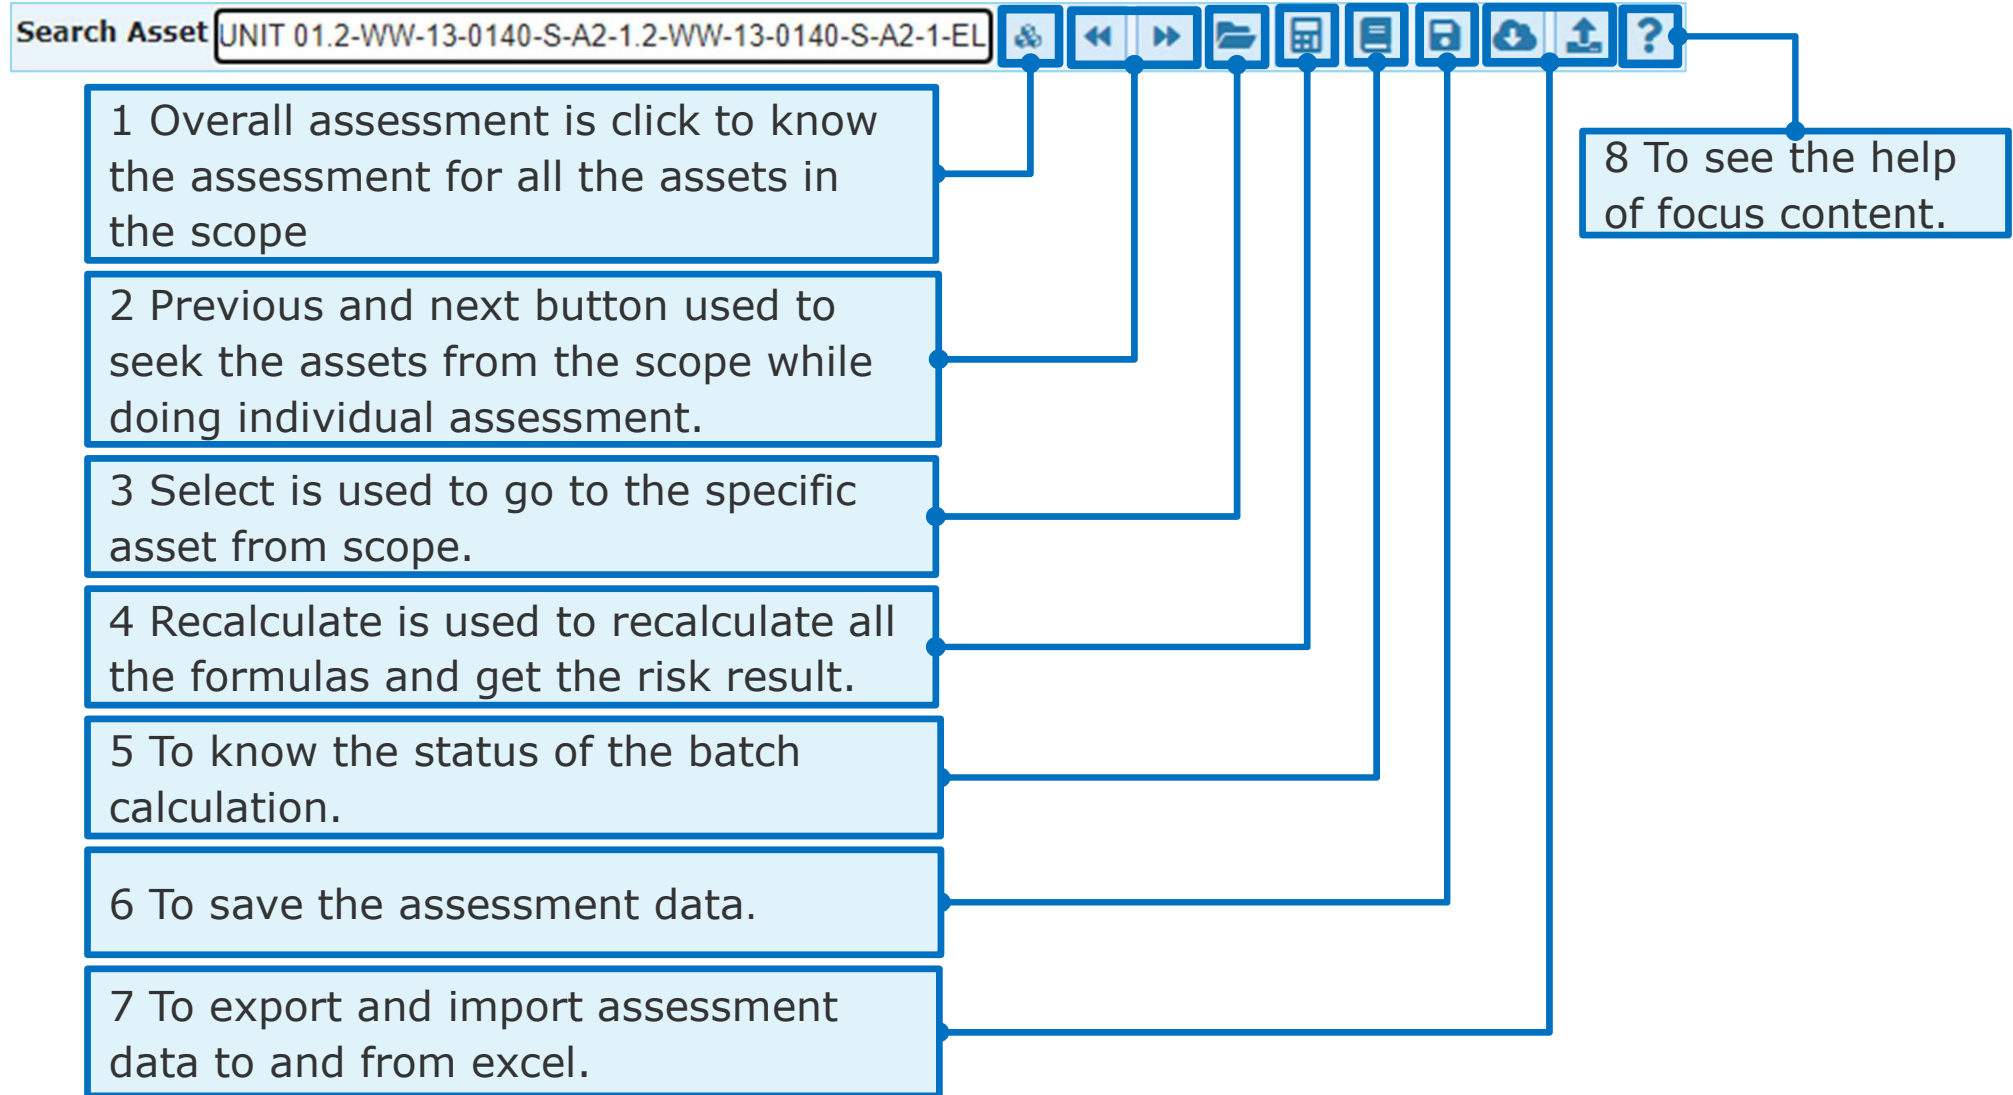 Search Asset UNIT 01.2-WW-13-0140-S-A2-1.2-WW-13-0140-S-A2-1-EL
1 Overall assessment is click to know
the assessment for all the assets in
the scope
2 Previous and next button used to
seek the assets from the scope while
doing individual assessment.
3 Select is used to go to the specific
asset from scope.
4 Recalculate is used to recalculate all
the formulas and get the risk result.
5 To know the status of the batch
calculation.
6 To save the assessment data.
7 To export and import assessment
data to and from excel.
8 To see the help
of focus content.